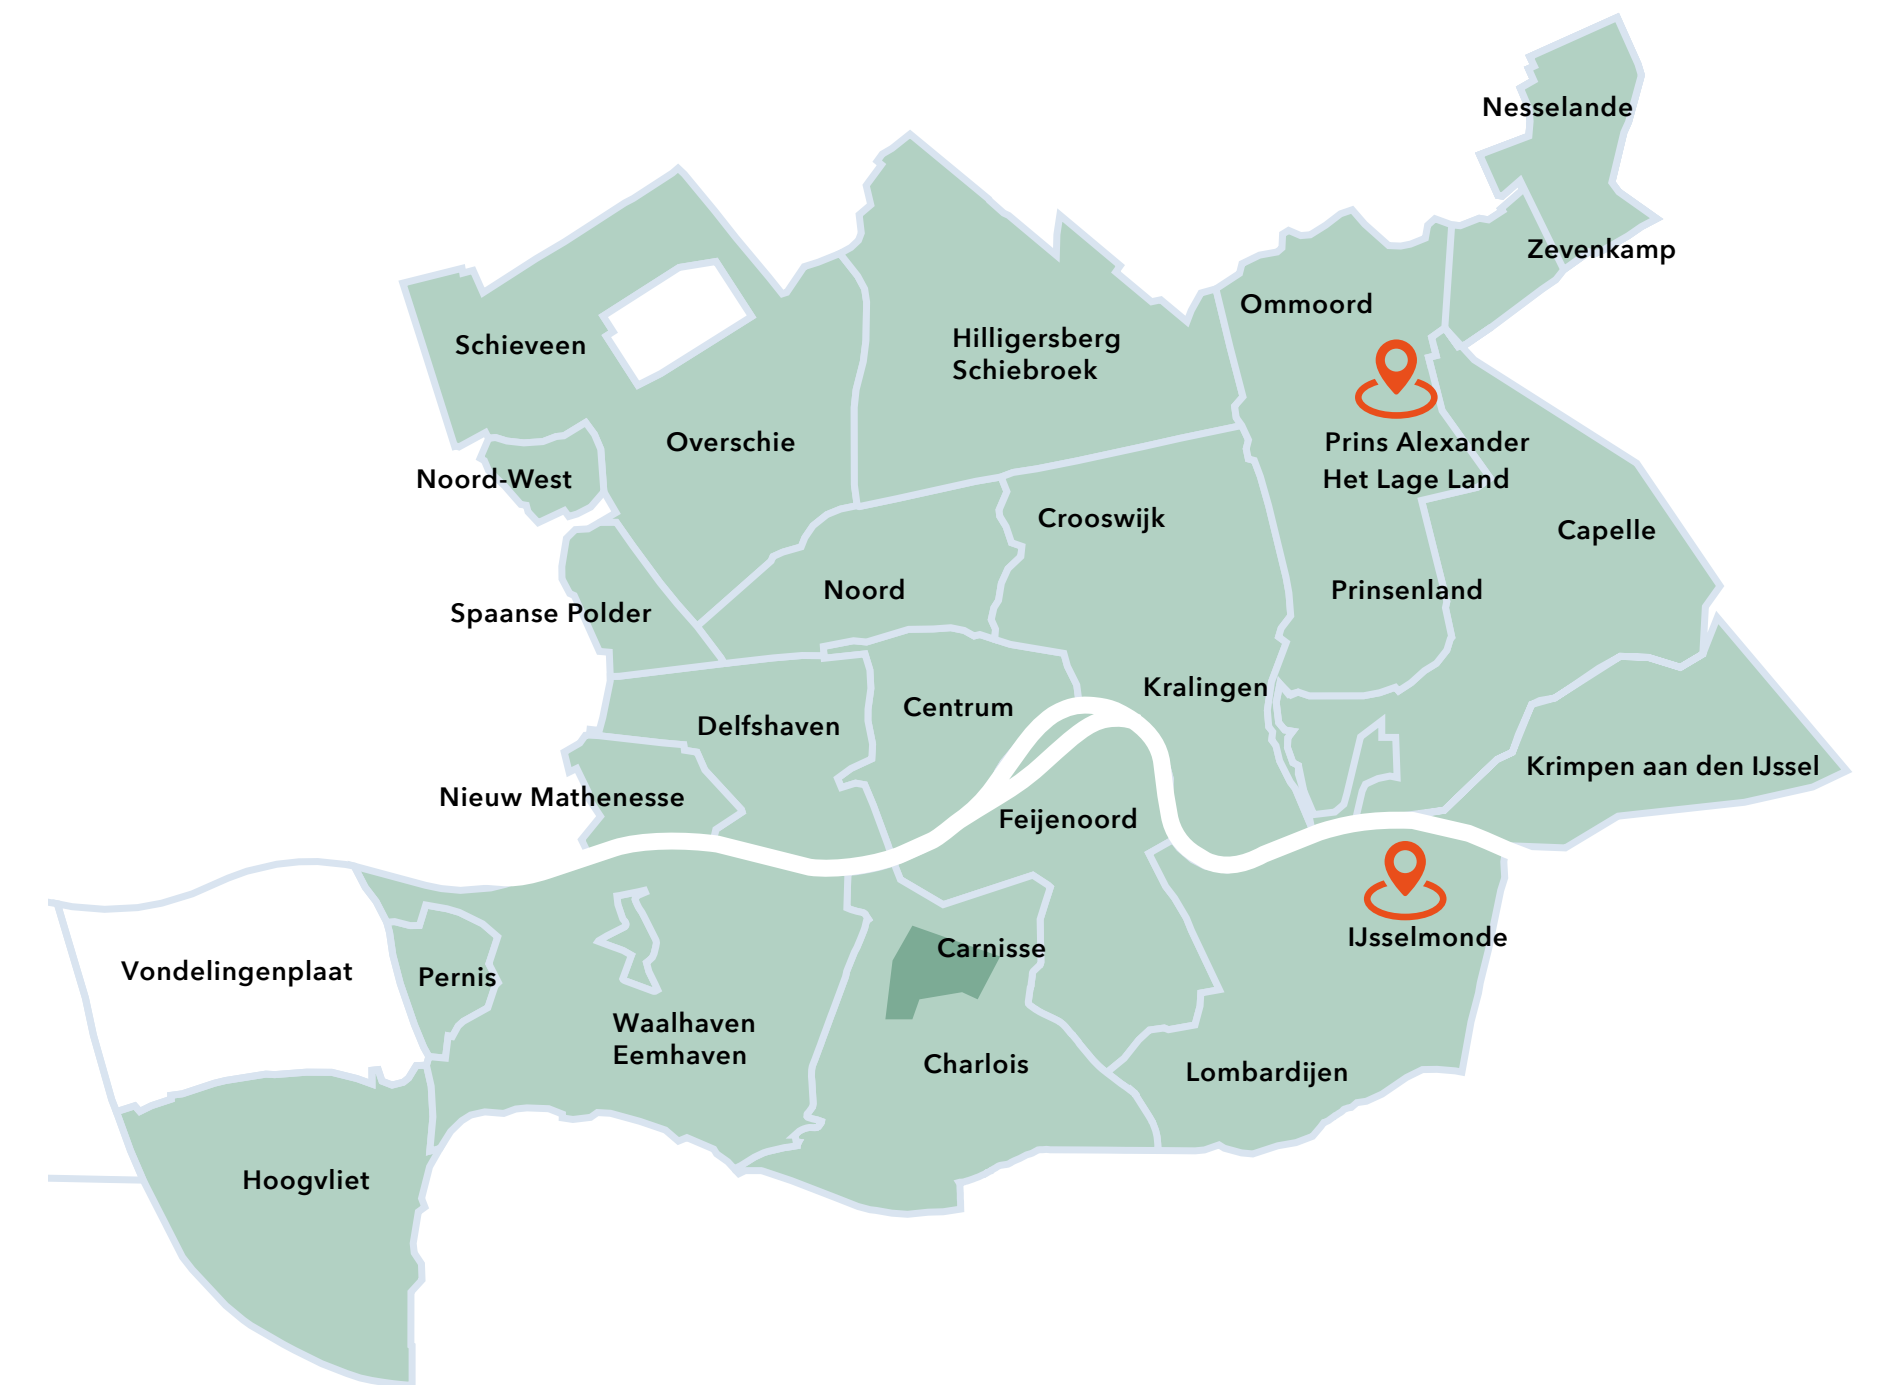 Nesselande
Zevenkamp
Ommoord
Hilligersberg
Schiebroek
Schieveen
Overschie
Prins Alexander
Het Lage Land
Noord-West
Crooswijk
Capelle
Noord
Prinsenland
Spaanse Polder
Kralingen
Centrum
Delfshaven
Krimpen aan den IJssel
Nieuw Mathenesse
Feijenoord
IJsselmonde
Carnisse
Vondelingenplaat
Pernis
Waalhaven
Eemhaven
Charlois
Lombardijen
Hoogvliet